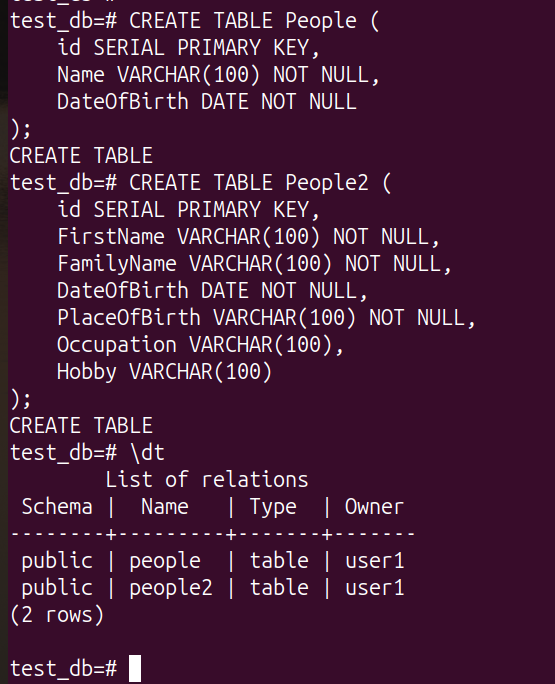 test_db=# CREATE TABLE People (
    id SERIAL PRIMARY KEY,
    Name VARCHAR(100) NOT NULL,
    DateOfBirth DATE NOT NULL
);
CREATE TABLE
test_db=# CREATE TABLE People2 (
    id SERIAL PRIMARY KEY,
    FirstName VARCHAR(100) NOT NULL,
    FamilyName VARCHAR(100) NOT NULL,
    DateOfBirth DATE NOT NULL,
    PlaceOfBirth VARCHAR(100) NOT NULL,
    Occupation VARCHAR(100),
    Hobby VARCHAR(100)
);
CREATE TABLE
test_db=# \dt
        List of relations
 Schema |  Name   | Type  | Owner
--------+---------+-------+-------
 public | people  | table | user1
 public | people2 | table | user1
(2 rows)

test_db=#